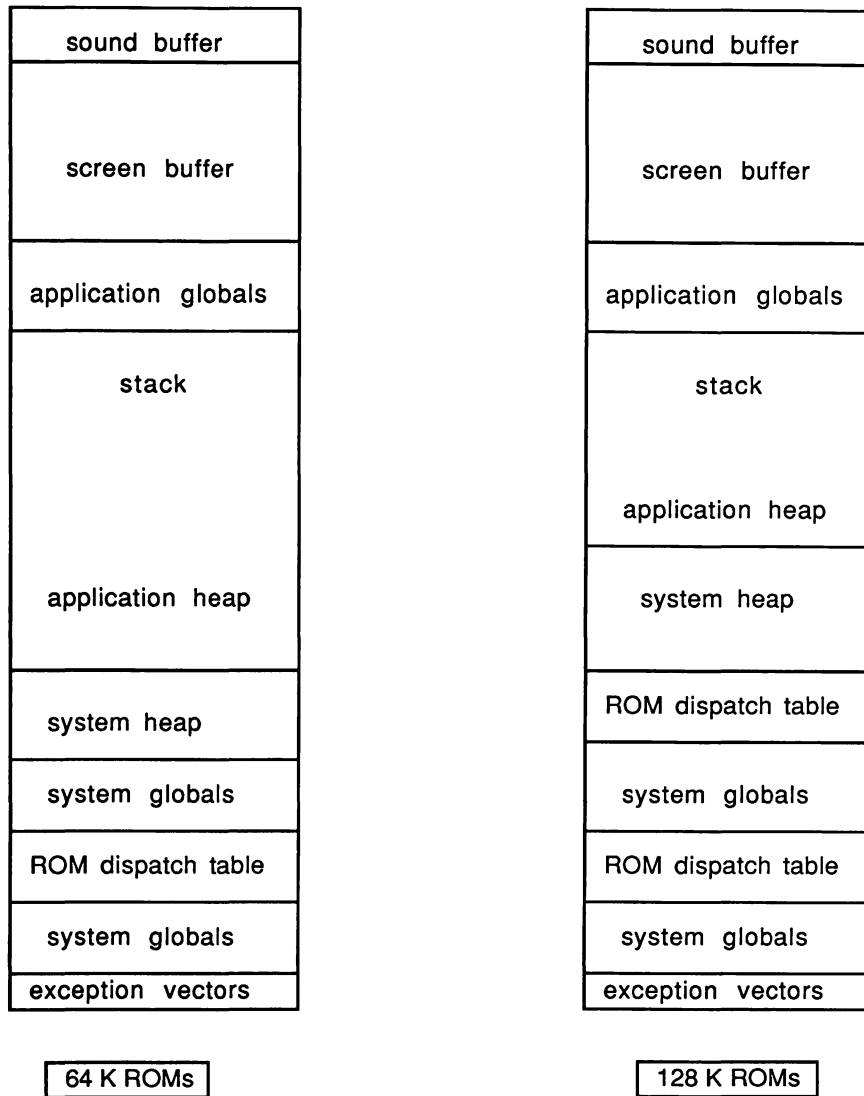 sound buffer
screen buffer
application globals
stack
application heap
system heap
system globals
ROM dispatch table
system globals
exception vectors
64 K ROMs
sound buffer
screen buffer
application globals
stack
application heap
system heap
ROM dispatch table
system globals
ROM dispatch table
system globals
exception vectors
128 K ROMs